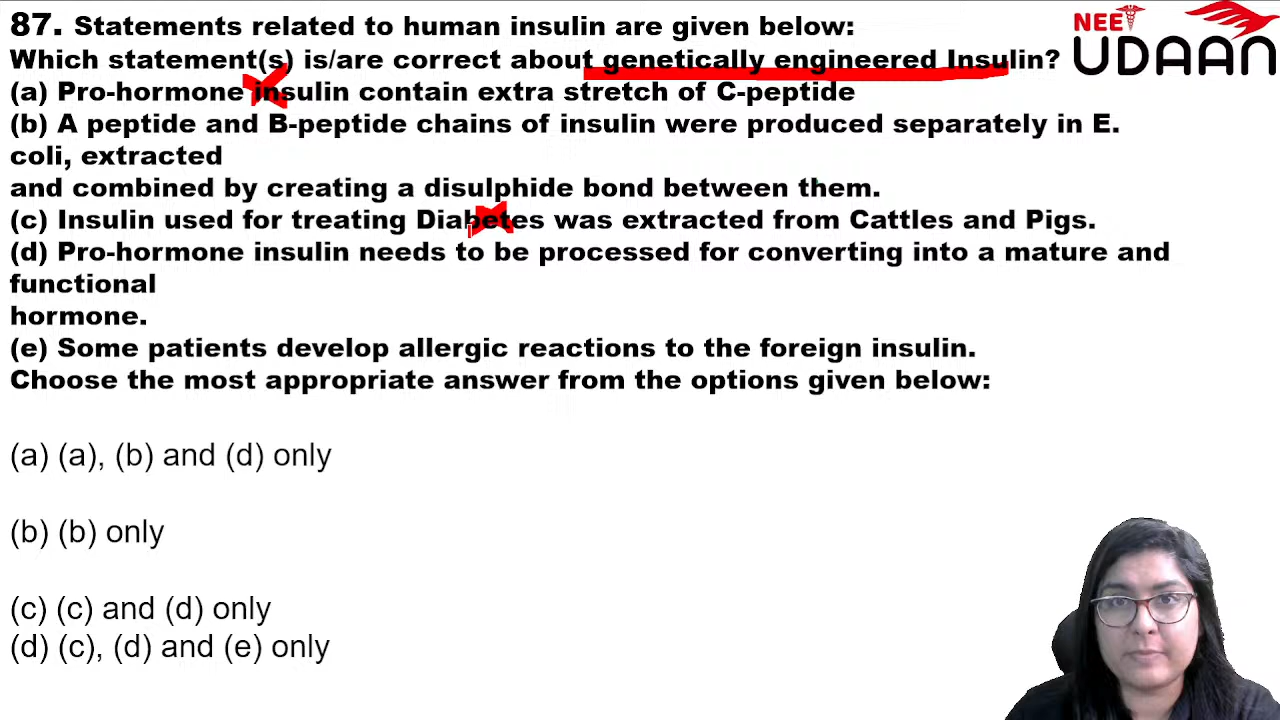 87. Statements related to human insulin are given below:
Which statement(s) is/are correct about genetically engineered Insulin?
(a) Pro-hormone insulin contain extra stretch of C-peptide
(b) A peptide and B-peptide chains of insulin were produced separately in E.
coli, extracted
and combined by creating a disulphide bond between them.
(c) Insulin used for treating Diabetes was extracted from Cattles and Pigs.
(d) Pro-hormone insulin needs to be processed for converting into a mature and
functional
hormone.
(e) Some patients develop allergic reactions to the foreign insulin.
Choose the most appropriate answer from the options given below:
(a) (a), (b) and (d) only
(b) (b) only
(c) (c) and (d) only
(d) (c), (d) and (e) only
NEET
UDAAN